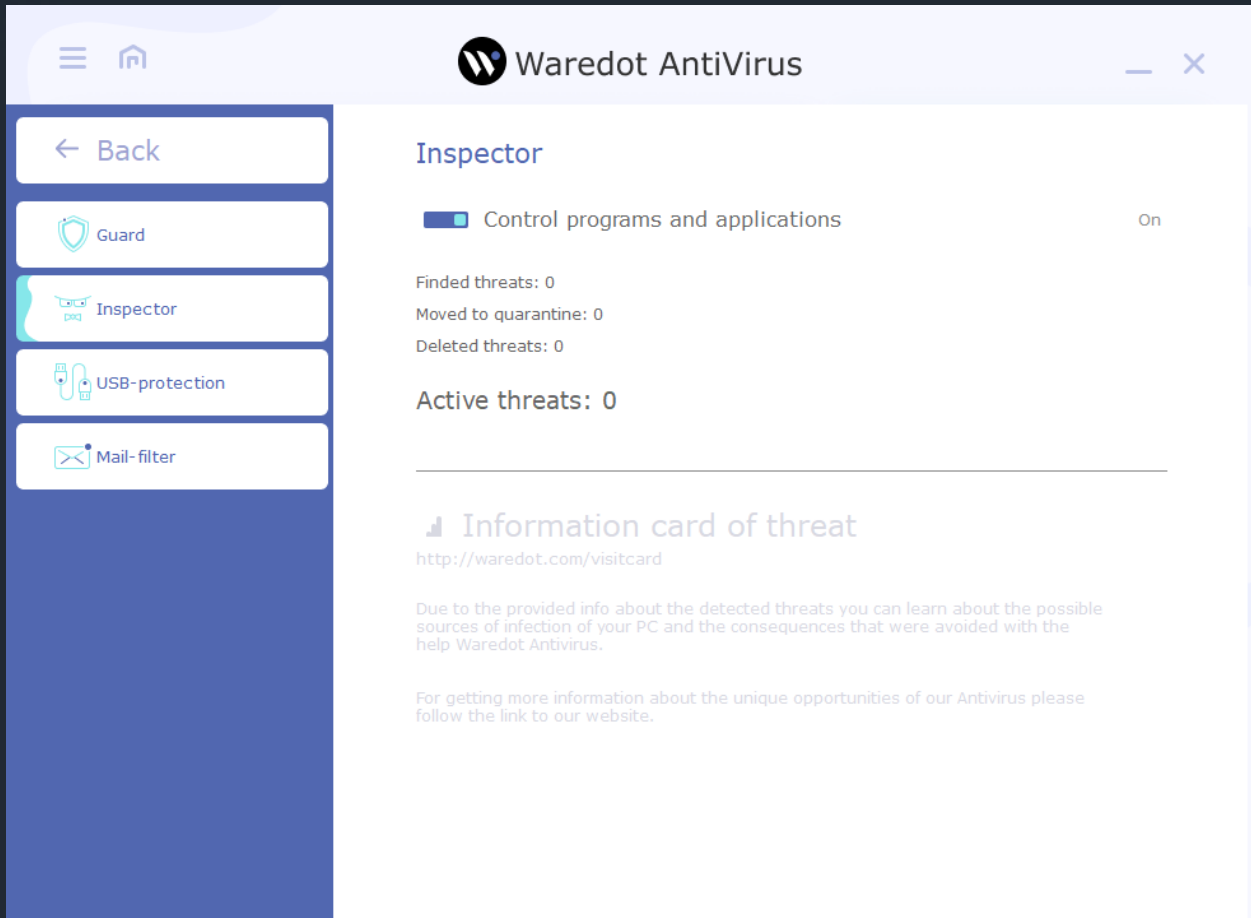 Waredot AntiVirus
Back
Guard
Inspector
USB-protection
Mail-filter
Inspector
Control programs and applications
On
Finded threats: 0
Moved to quarantine: 0
Deleted threats: 0
Active threats: 0
Information card of threat
http://waredot.com/visitcard
Due to the provided info about the detected threats you can learn about the possible
sources of infection of your PC and the consequences that were avoided with the
help Waredot Antivirus.
For getting more information about the unique opportunities of our Antivirus please
follow the link to our website.